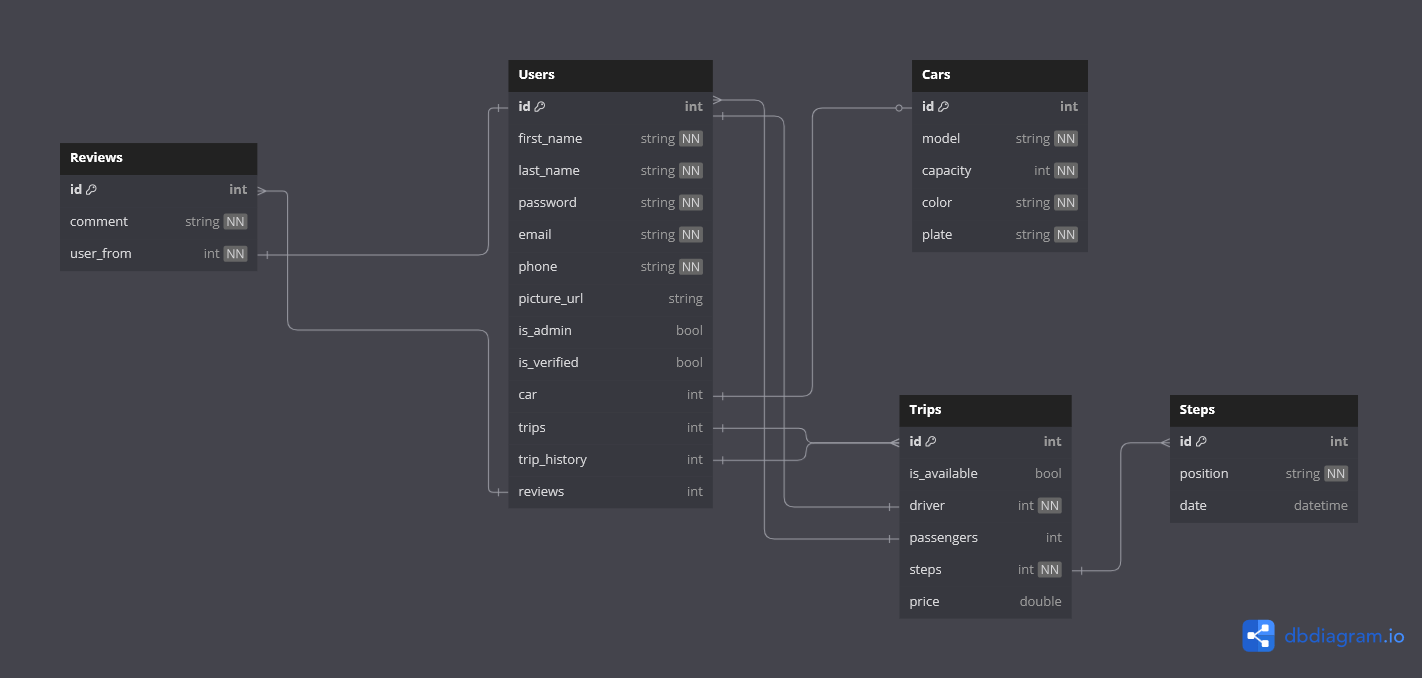 Users
id int
first_name string NN
last_name string NN
password string NN
email string NN
phone string NN
picture_url string
is_admin bool
is_verified bool
car int
trips int
trip_history int
reviews int
Cars
id int
model string NN
capacity int NN
color string NN
plate string NN
Reviews
id int
comment string NN
user_from int NN
Trips
id int
is_available bool
driver int NN
passengers int
steps int NN
price double
Steps
id int
position string NN
date datetime
dbdiagram.io